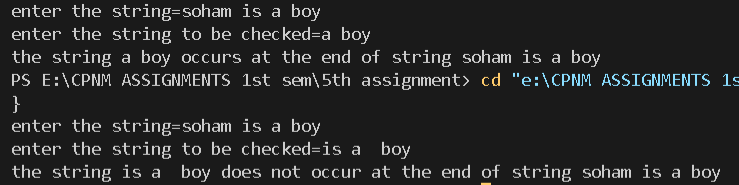 enter the string=soham is a boy
enter the string to be checked=a boy
the string a boy occurs at the end of string soham is a boy
PS E:\CPNM ASSIGNMENTS 1st sem\5th assignment> cd "e:\CPNM ASSIGNMENTS 1s
}
enter the string=soham is a boy
enter the string to be checked=is a  boy
the string is a  boy does not occur at the end of string soham is a boy